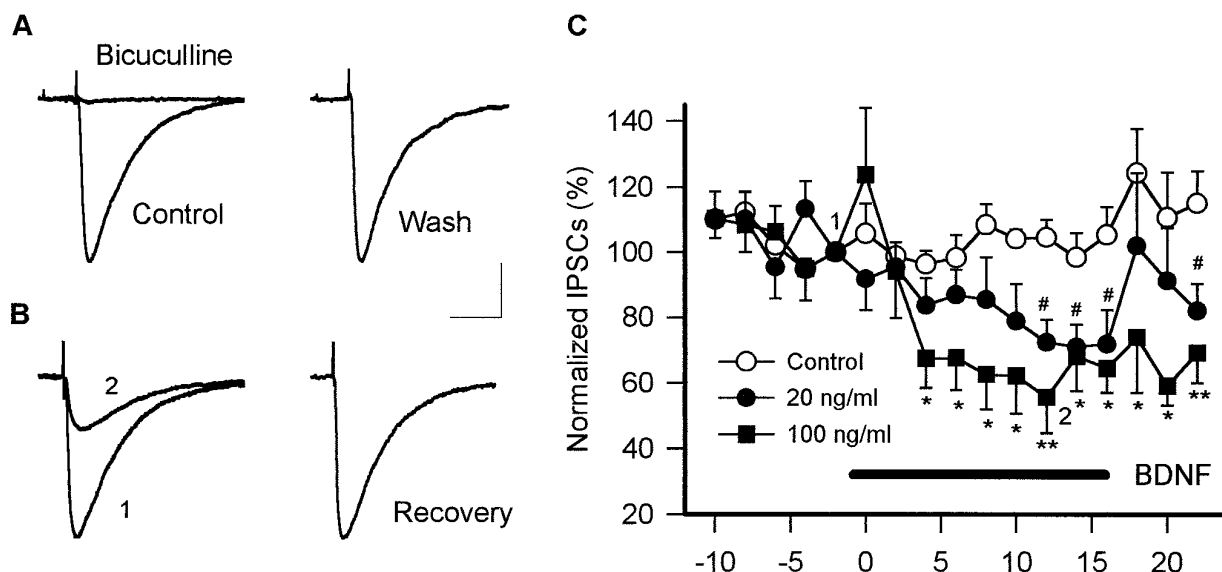 A
Bicuculline
Control
Wash
B
2
1
Recovery
C
Normalized IPSCs (%)
140
120
100
80
60
40
20
1
# # # #
Control
20 ng/ml
100 ng/ml
* * * * ** 2 * * * * **
BDNF
-10 -5 0 5 10 15 20